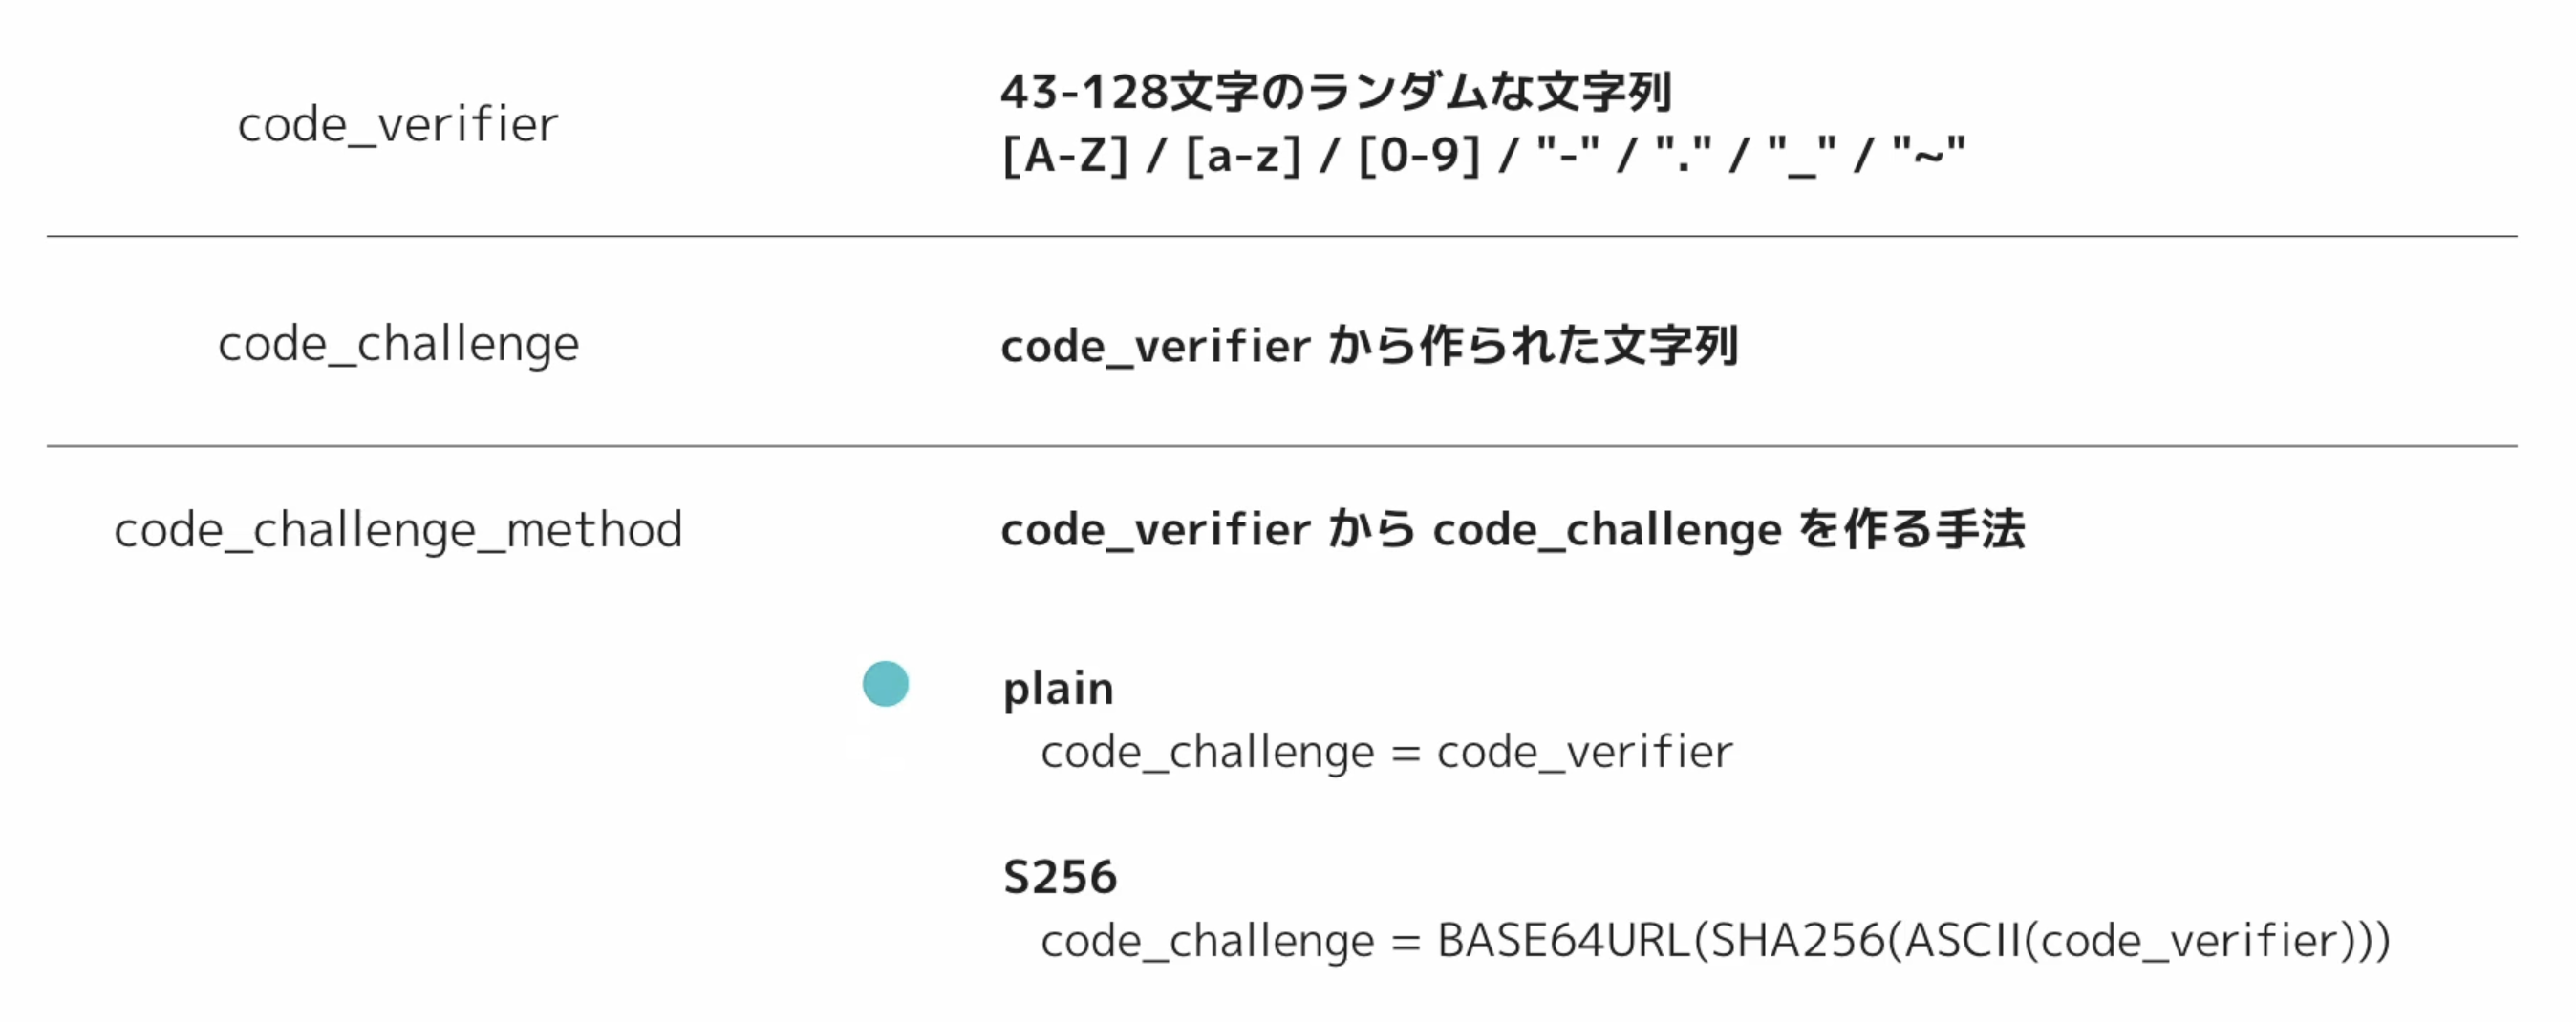 code_verifier
43-128文字のランダムな文字列
[A-Z] / [a-z] / [0-9] / "-" / "." / "_" / "~"
code_challenge
code_verifier から作られた文字列
code_challenge_method
code_verifier から code_challenge を作る手法
plain
code_challenge = code_verifier
S256
code_challenge = BASE64URL(SHA256(ASCII(code_verifier)))